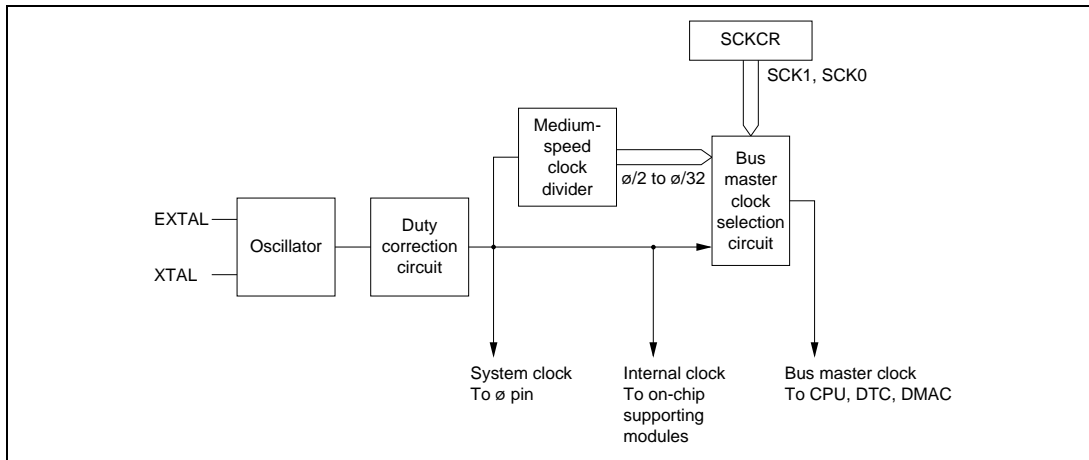 SCKCR
SCK1, SCK0
Medium-
speed
clock
divider
ø/2 to ø/32
Bus
master
clock
selection
circuit
EXTAL
XTAL
Oscillator
Duty
correction
circuit
System clock
To ø pin
Internal clock
To on-chip
supporting
modules
Bus master clock
To CPU, DTC, DMAC